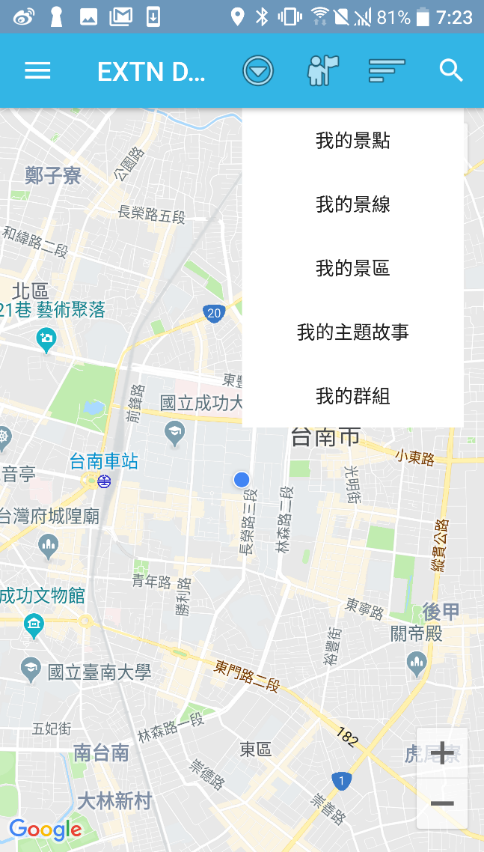 81% 7:23
EXTN D...
我的景點
我的景線
我的景區
我的主題故事
我的群組
鄭子寮
公園路
長榮路五段
和緯路二段
北區
21巷 藝術聚落
20
前鋒路
東豐
國立成功大
台南市
小東路
台南車站
光明街
音亭
長榮路三段
林森路二段
台灣府城隍廟
縱貫公路
青年路
勝利路
成功文物館
東寧路
後甲
關帝殿
裕豐街
國立臺南大學
東門路二段
五妃街
林森路一段
182
東區
南台南
虎尾寮
崇德路
1
大林新村
崇善路
Google